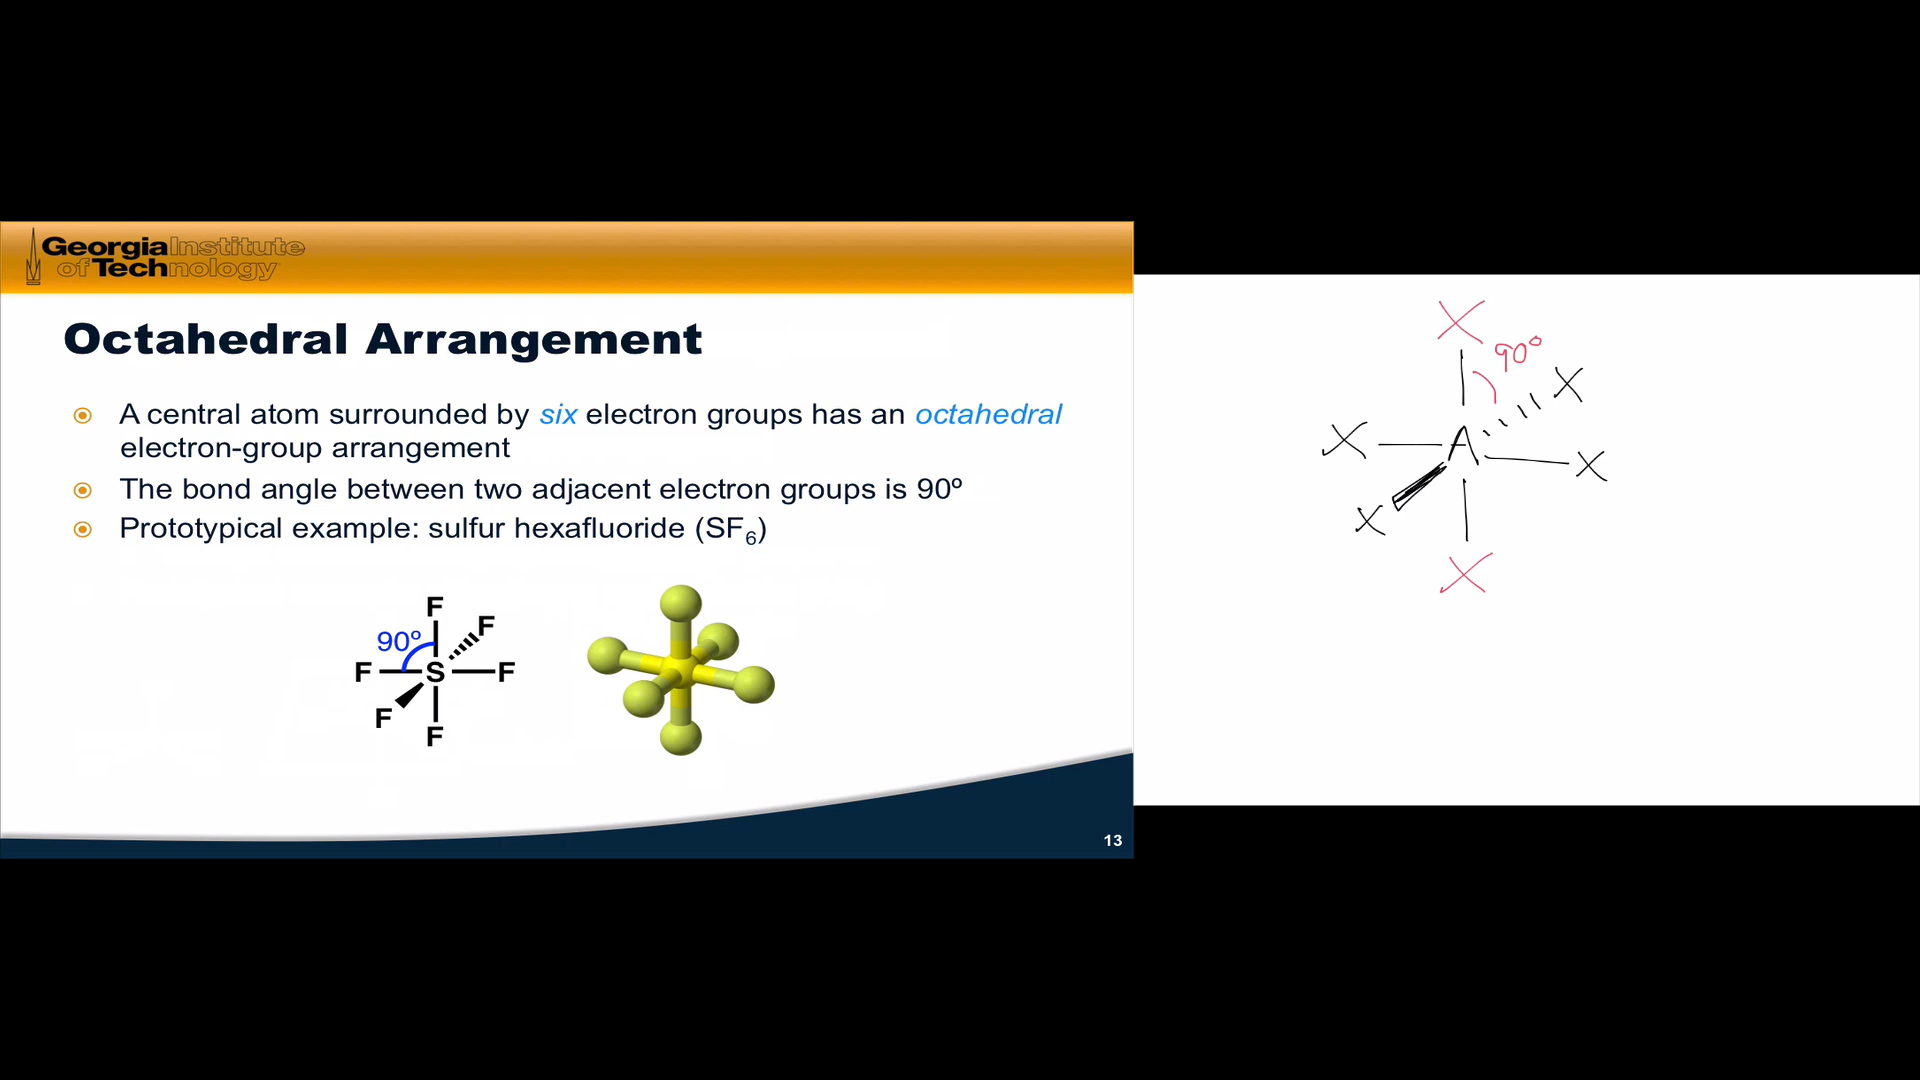 Georgia Institute
of Technology
Octahedral Arrangement
A central atom surrounded by six electron groups has an octahedral
electron-group arrangement
The bond angle between two adjacent electron groups is 90º
Prototypical example: sulfur hexafluoride (SF₆)
F
F
90º
F S F
F
F
13
X
90°
X
X A X
X
X